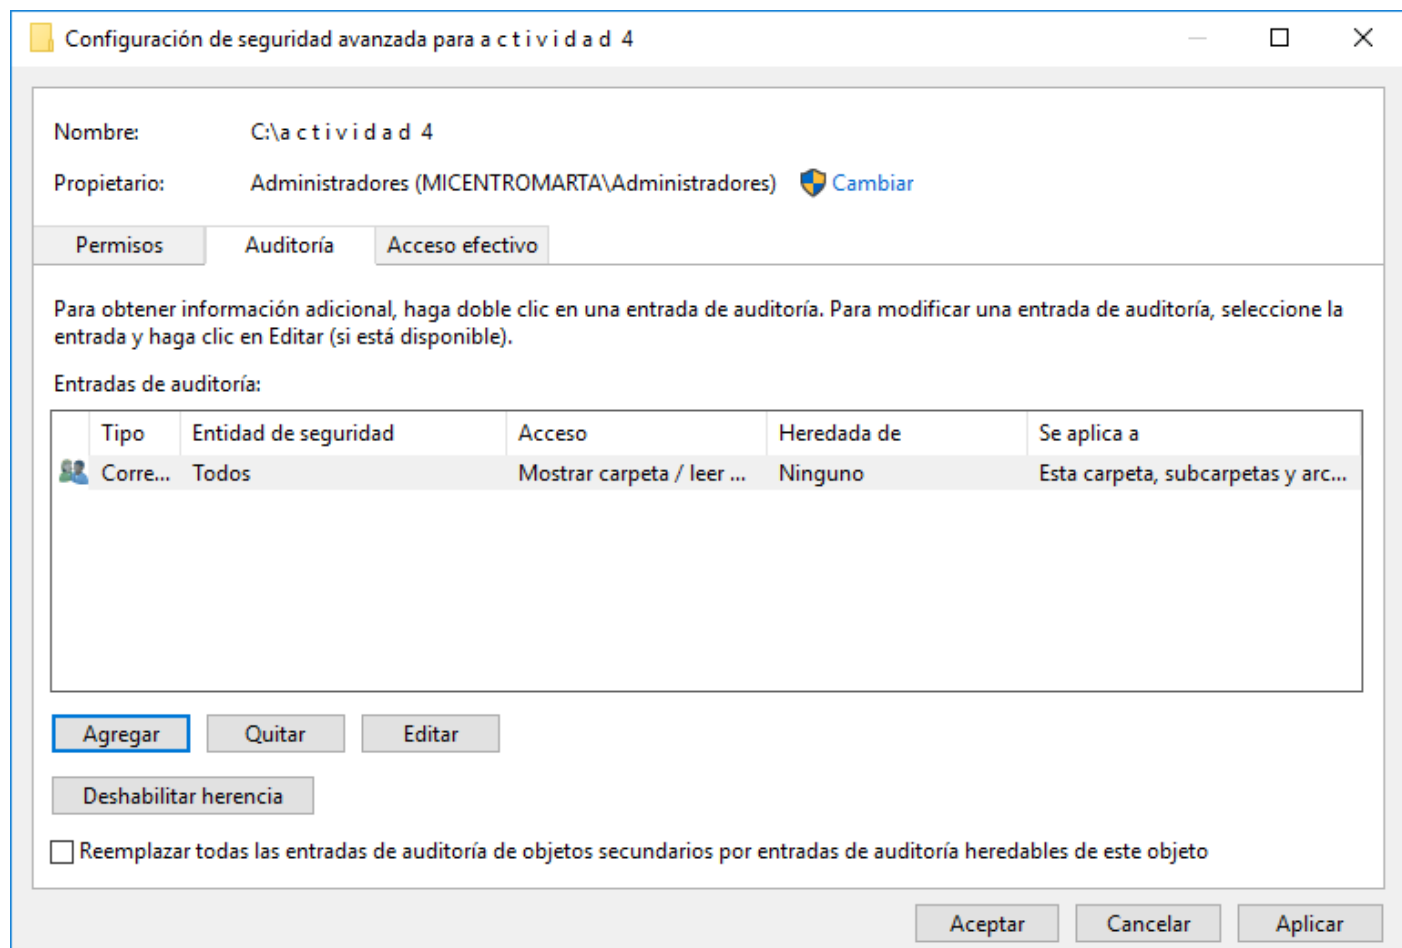 Configuración de seguridad avanzada para a c t i v i d a d 4
Nombre: C:\a c t i v i d a d 4
Propietario: Administradores (MICENTROMARTA\Administradores) Cambiar
Permisos Auditoría Acceso efectivo
Para obtener información adicional, haga doble clic en una entrada de auditoría. Para modificar una entrada de auditoría, seleccione la
entrada y haga clic en Editar (si está disponible).
Entradas de auditoría:
Tipo Entidad de seguridad Acceso Heredada de Se aplica a
Corre... Todos Mostrar carpeta / leer ... Ninguno Esta carpeta, subcarpetas y arc...
Agregar Quitar Editar
Deshabilitar herencia
Reemplazar todas las entradas de auditoría de objetos secundarios por entradas de auditoría heredables de este objeto
Aceptar Cancelar Aplicar